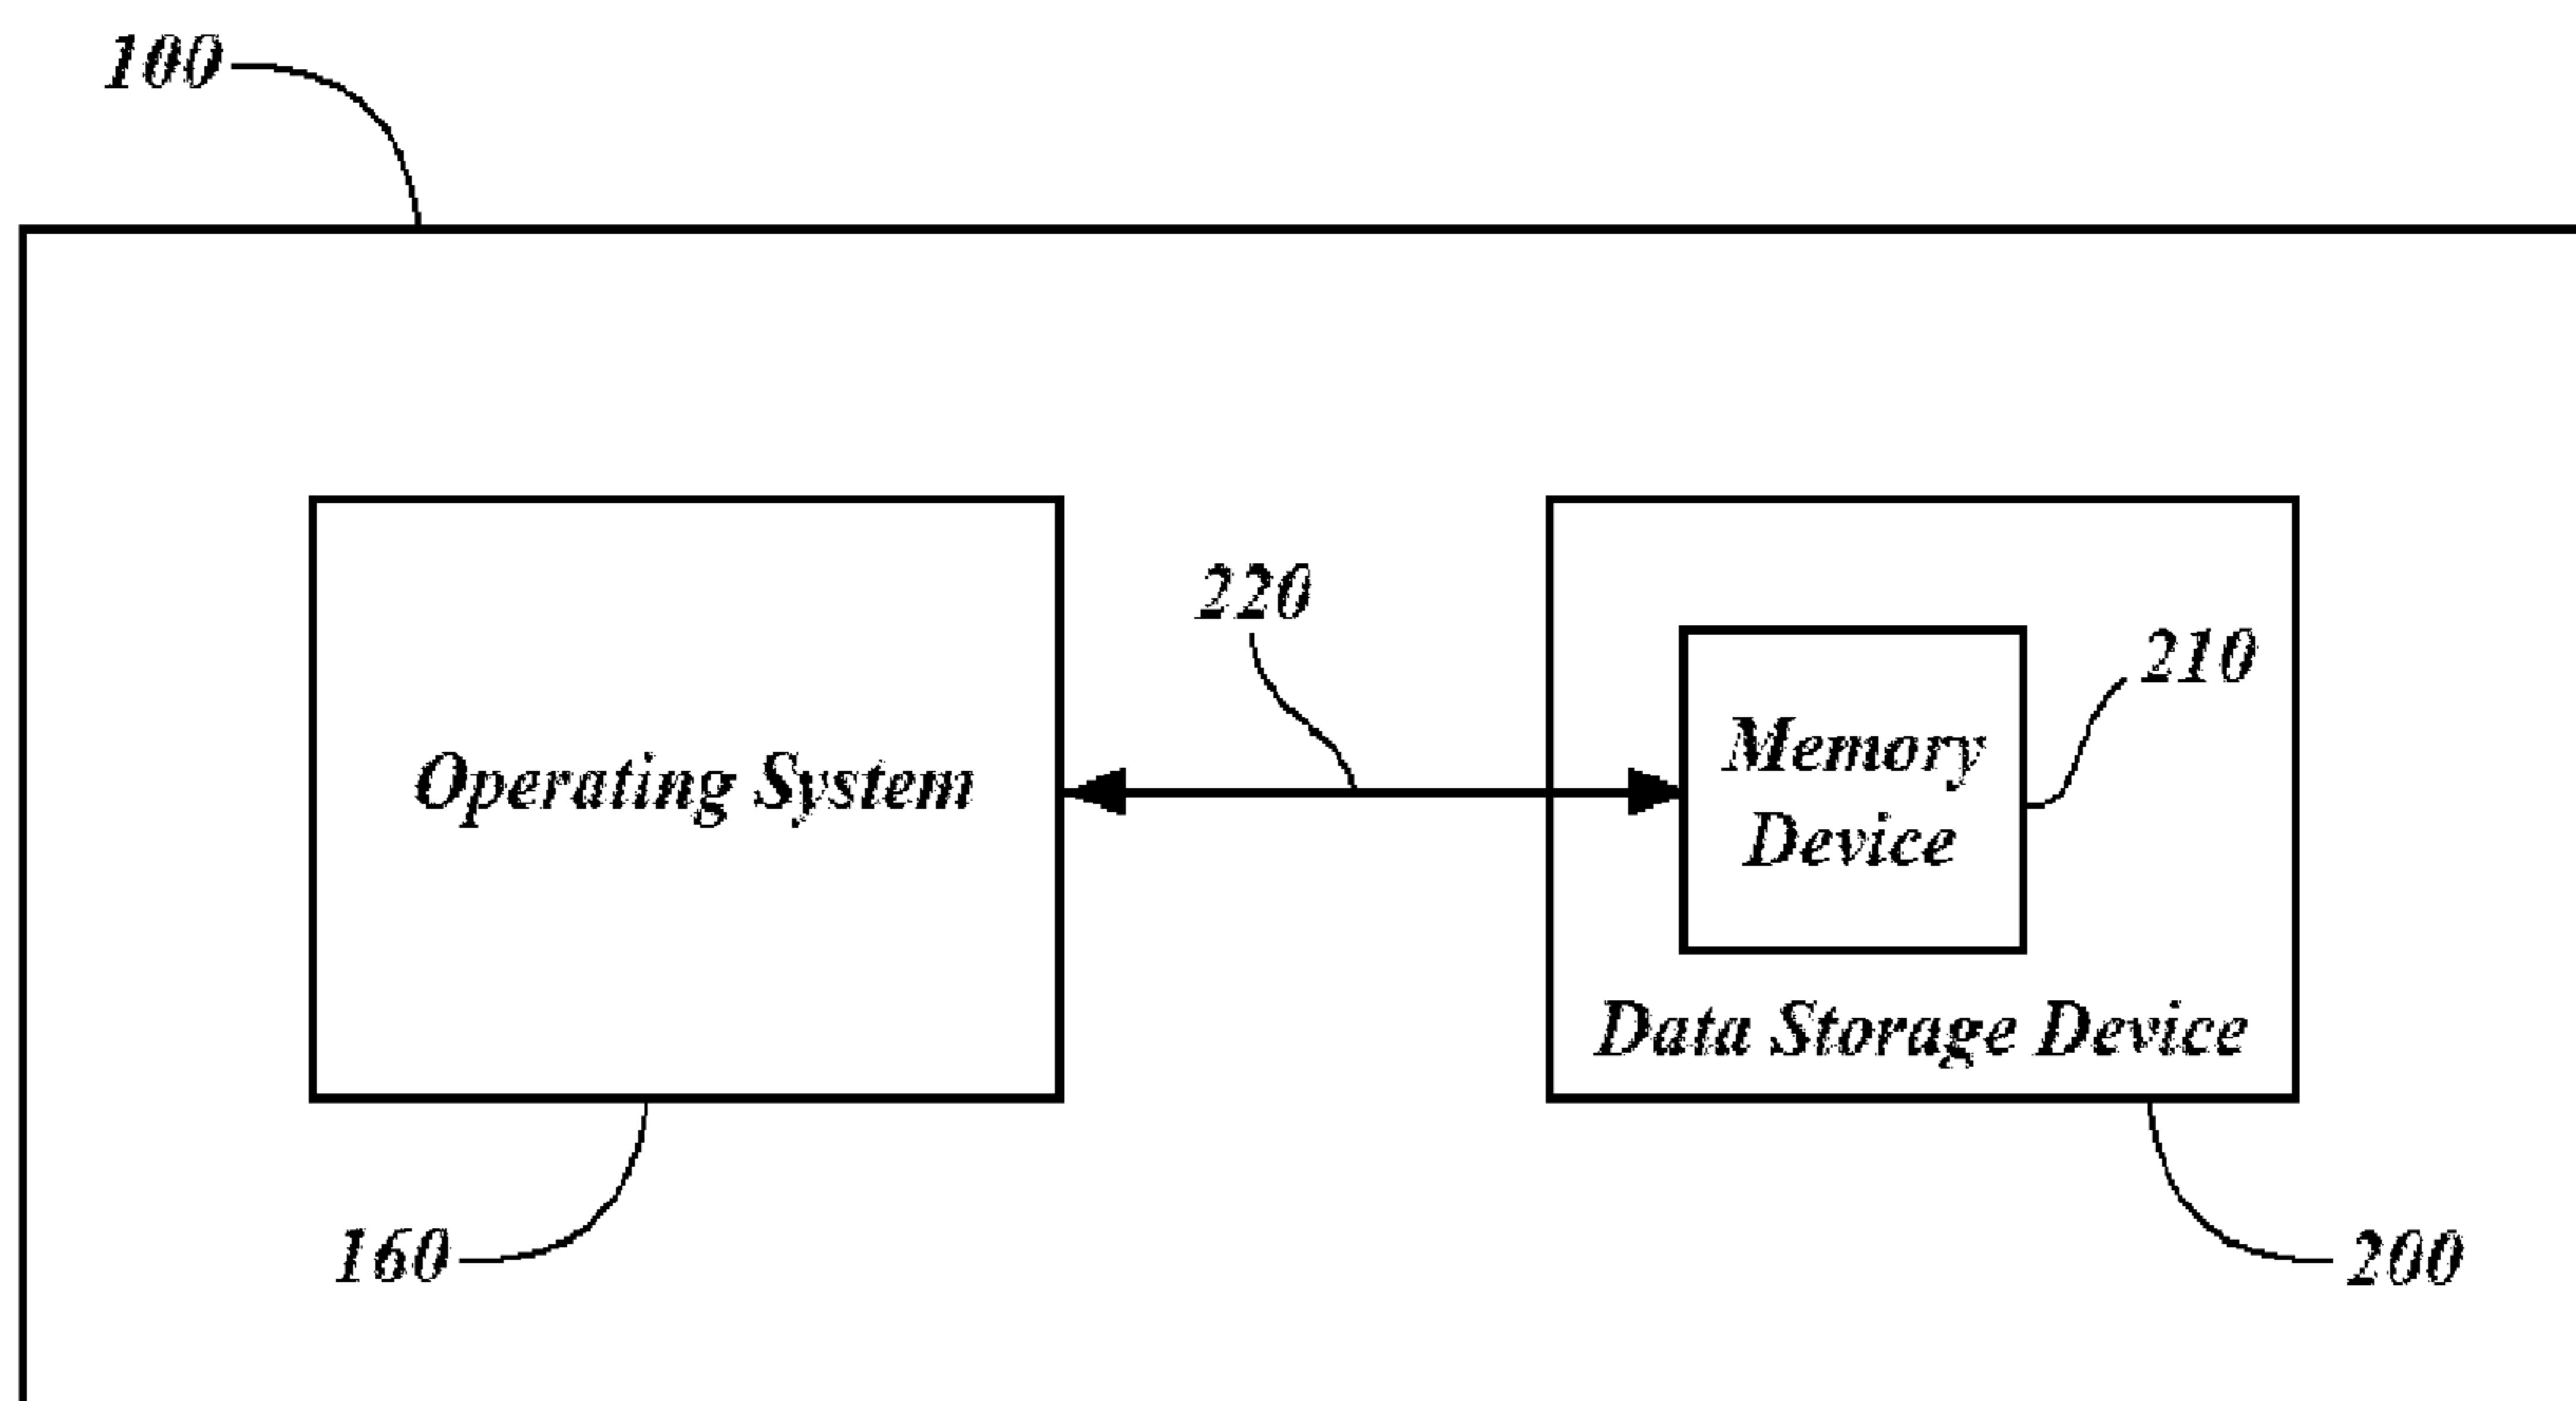 100
220
210
Memory
Device
Operating System
Data Storage Device
160
200